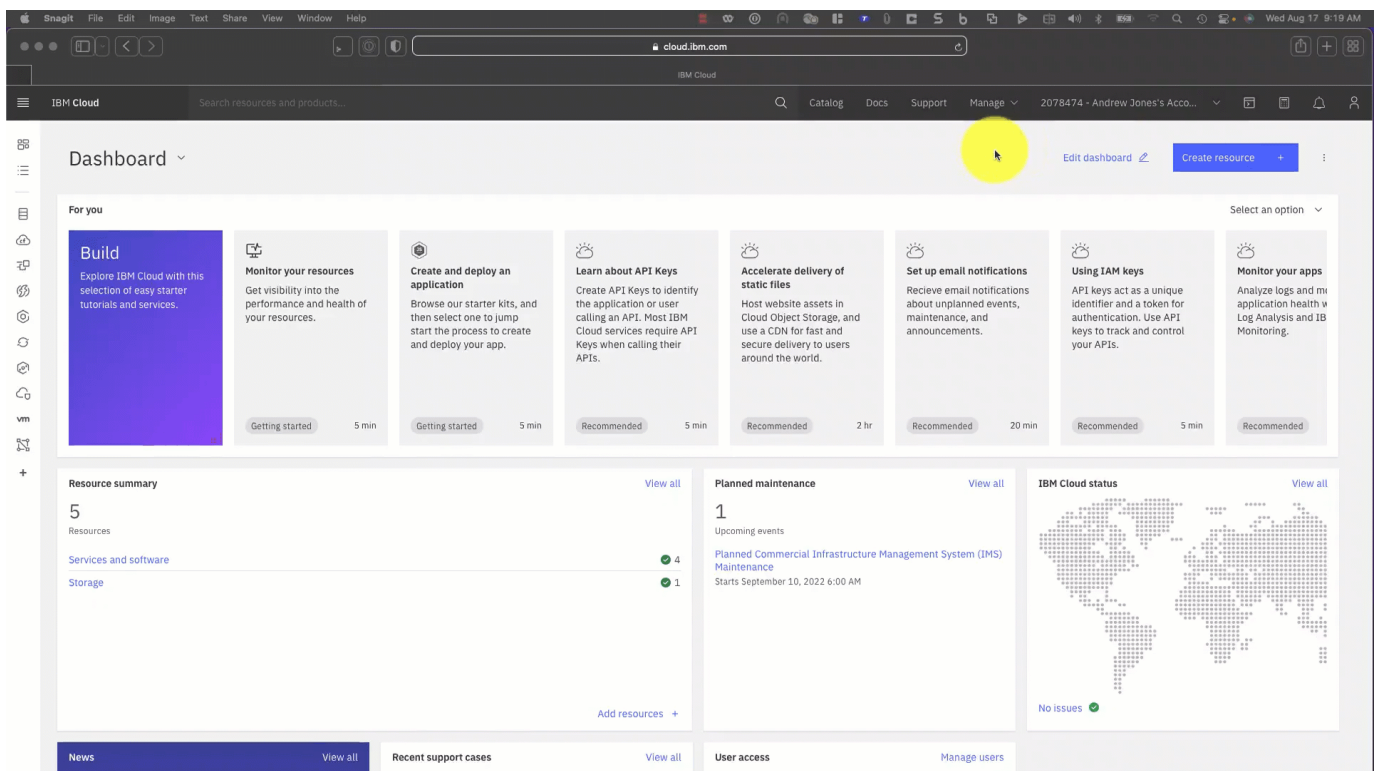 Snagit File Edit Image Text Share View Window Help
Wed Aug 17 9:19 AM
cloud.ibm.com
IBM Cloud
IBM Cloud
Search resources and products...
Catalog Docs Support Manage 2078474 - Andrew Jones's Acco...
Dashboard
Edit dashboard
Create resource +
For you
Select an option
Build
Explore IBM Cloud with this
selection of easy starter
tutorials and services.
Monitor your resources
Get visibility into the
performance and health of
your resources.
Getting started 5 min
Create and deploy an
application
Browse our starter kits, and
then select one to jump
start the process to create
and deploy your app.
Getting started 5 min
Learn about API Keys
Create API Keys to identify
the application or user
calling an API. Most IBM
Cloud services require API
Keys when calling their
APIs.
Recommended 5 min
Accelerate delivery of
static files
Host website assets in
Cloud Object Storage, and
use a CDN for fast and
secure delivery to users
around the world.
Recommended 2 hr
Set up email notifications
Recieve email notifications
about unplanned events,
maintenance, and
announcements.
Recommended 20 min
Using IAM keys
API keys act as a unique
identifier and a token for
authentication. Use API
keys to track and control
your APIs.
Recommended 5 min
Monitor your apps
Analyze logs and mo
application health w
Log Analysis and IB
Monitoring.
Recommended
vm
Resource summary View all
5
Resources
Services and software 4
Storage 1
Add resources +
Planned maintenance View all
1
Upcoming events
Planned Commercial Infrastructure Management System (IMS)
Maintenance
Starts September 10, 2022 6:00 AM
IBM Cloud status View all
No issues
News View all
Recent support cases View all
User access Manage users